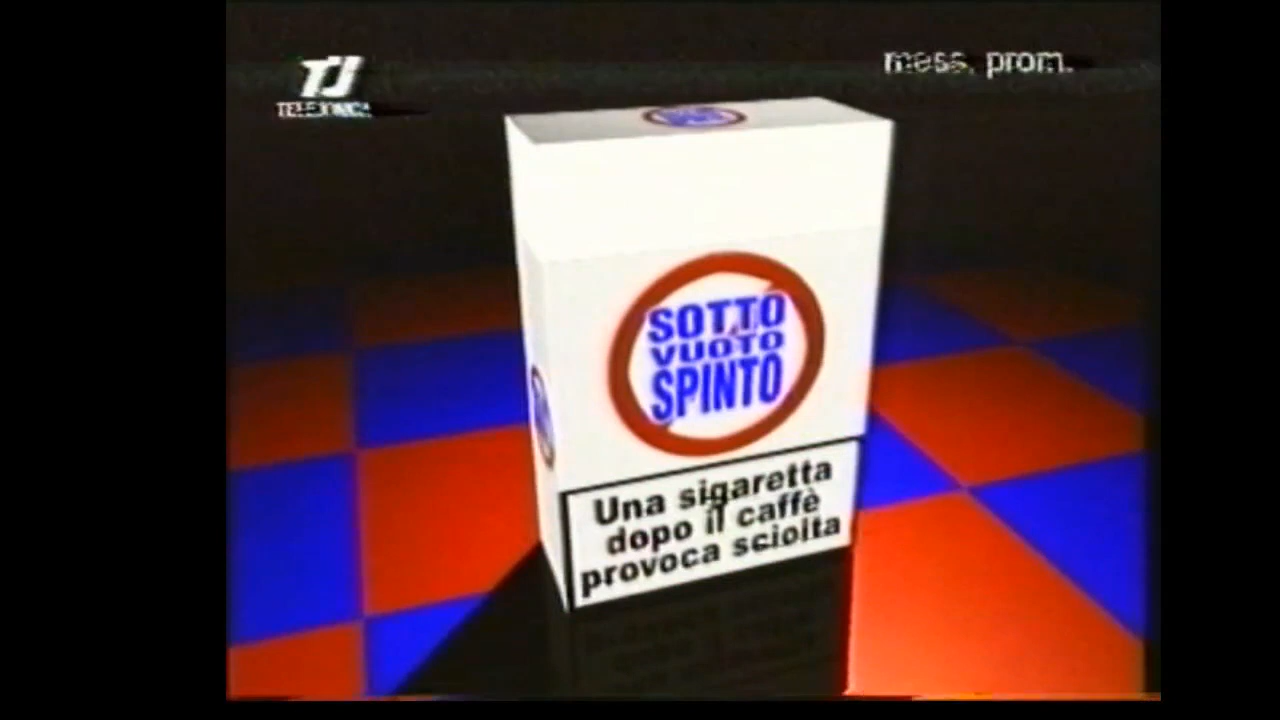 TJ
mess. prom.
TELEJONICA
SOTTO
VUOTO
SPINTO
Una sigaretta
dopo il caffè
provoca sciolta